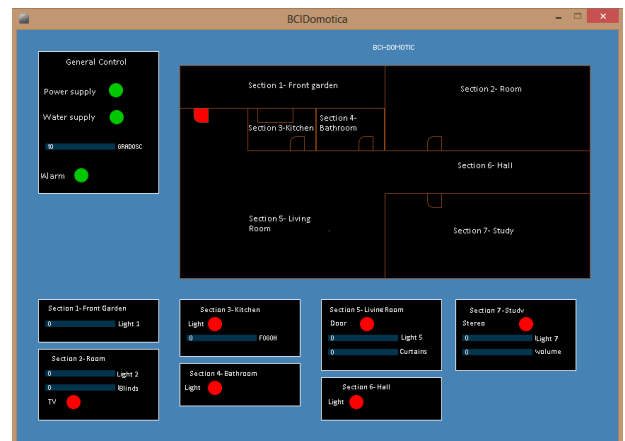 BCIDomotica
BCI-DOMOTIC
General Control
Power supply
Water supply
10 GRADOSC
Warm
Section 1- Front garden
Section 2- Room
Section 3-Kitchen
Section 4-
Bathroom
Section 6- Hall
Section 5- Living
Room
Section 7- Study
Section 1- Front Garden
0 Light 1
Section 2- Room
0 Light 2
0 Blinds
TV
Section 3-Kitchen
Light
0 FOGON
Section 4- Bathroom
Light
Section 5- Living Room
Door
0 Light 5
0 Curtains
Section 6- Hall
Light
Section 7- Study
Stereo
0 Light 7
0 volume